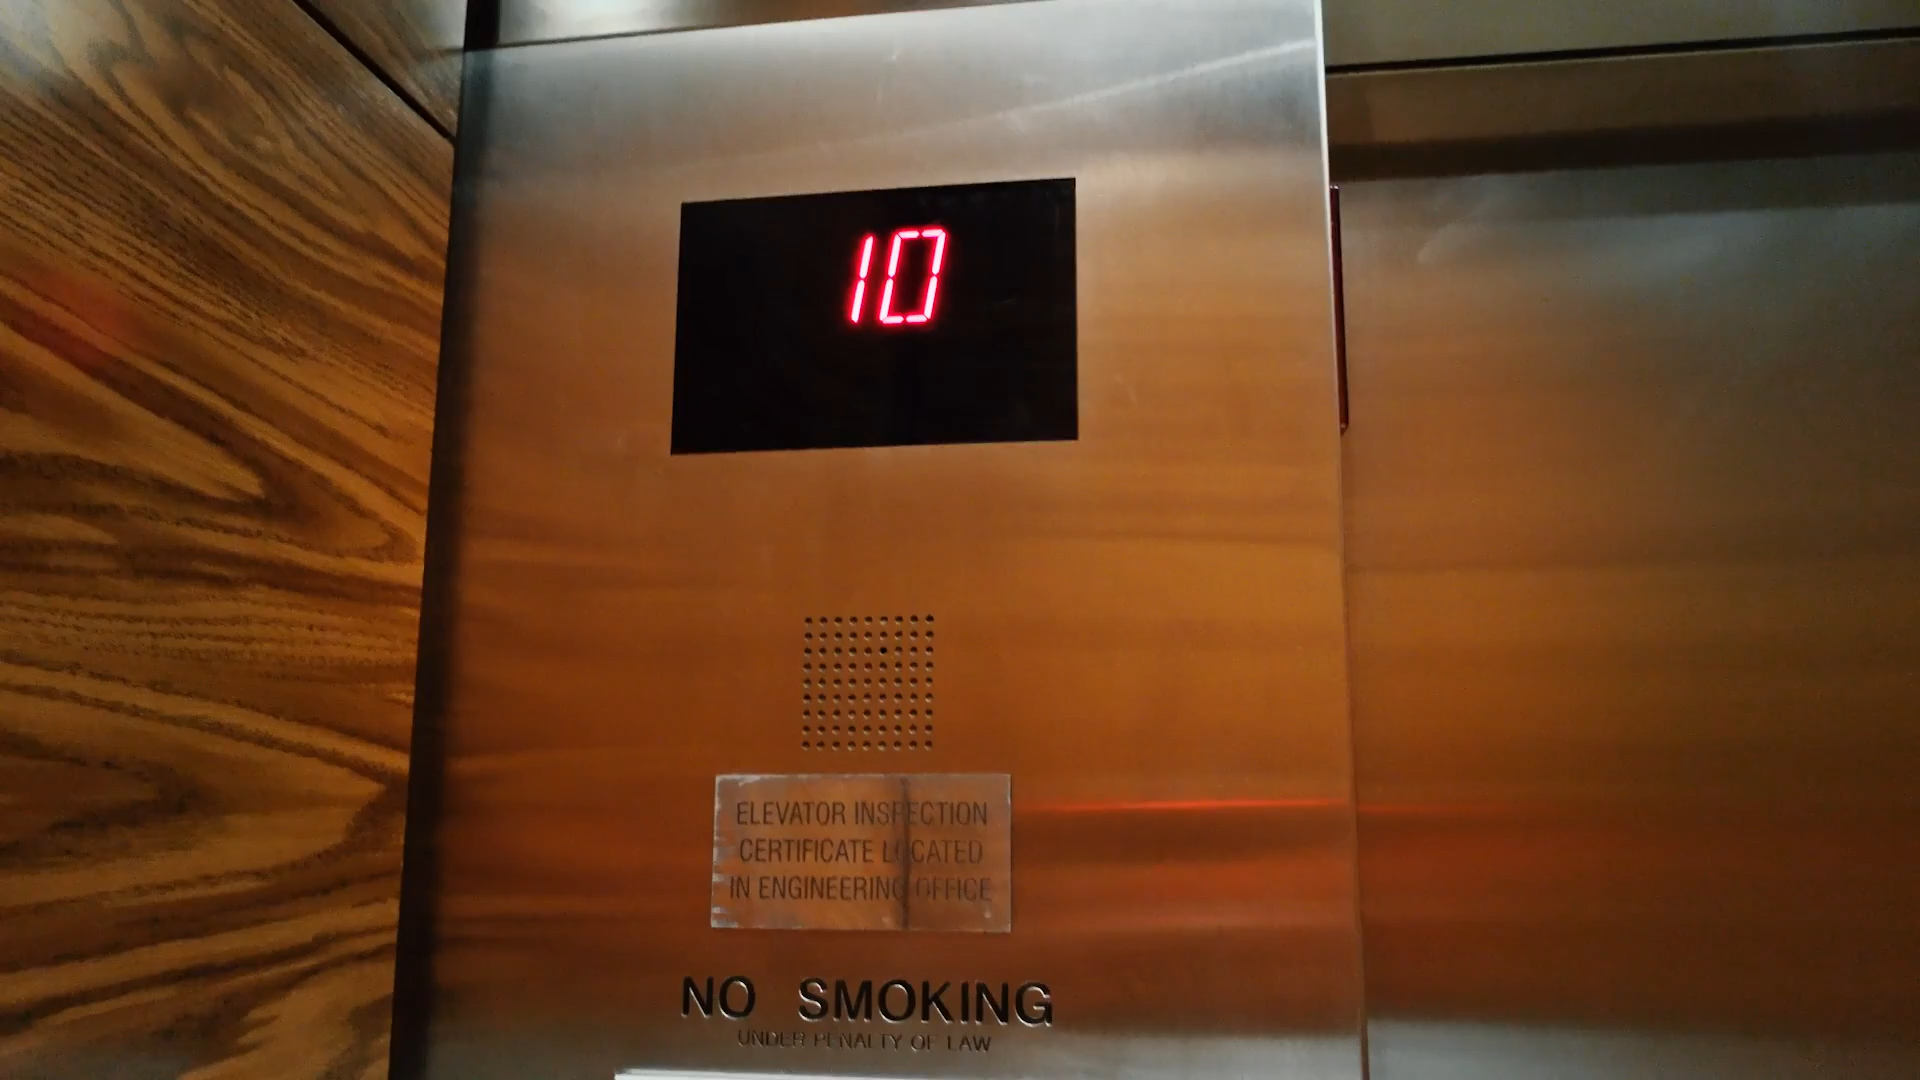 10
ELEVATOR INSPECTION
CERTIFICATE LOCATED
IN ENGINEERING OFFICE
NO SMOKING
UNDER PENALTY OF LAW